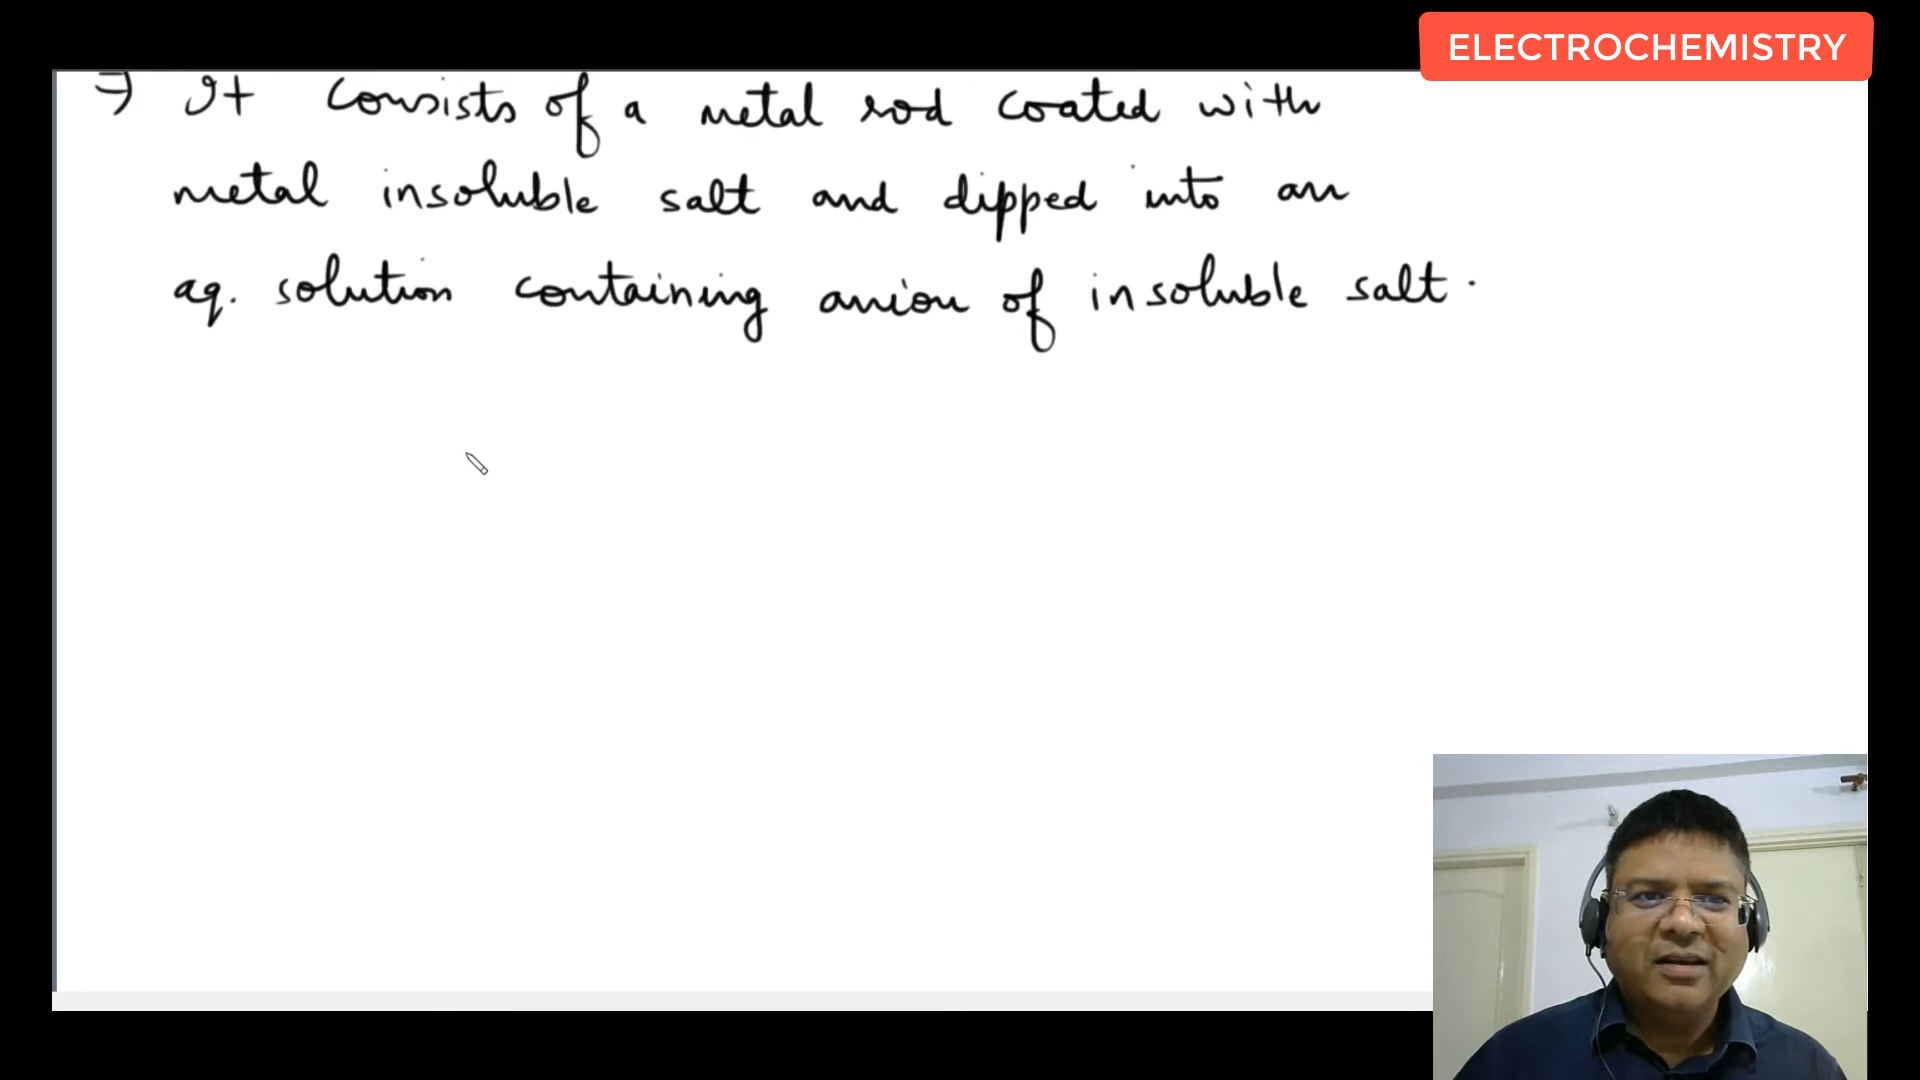 ELECTROCHEMISTRY
⇒ It consists of a metal rod coated with
metal insoluble salt and dipped into an
aq. solution containing anion of insoluble salt.